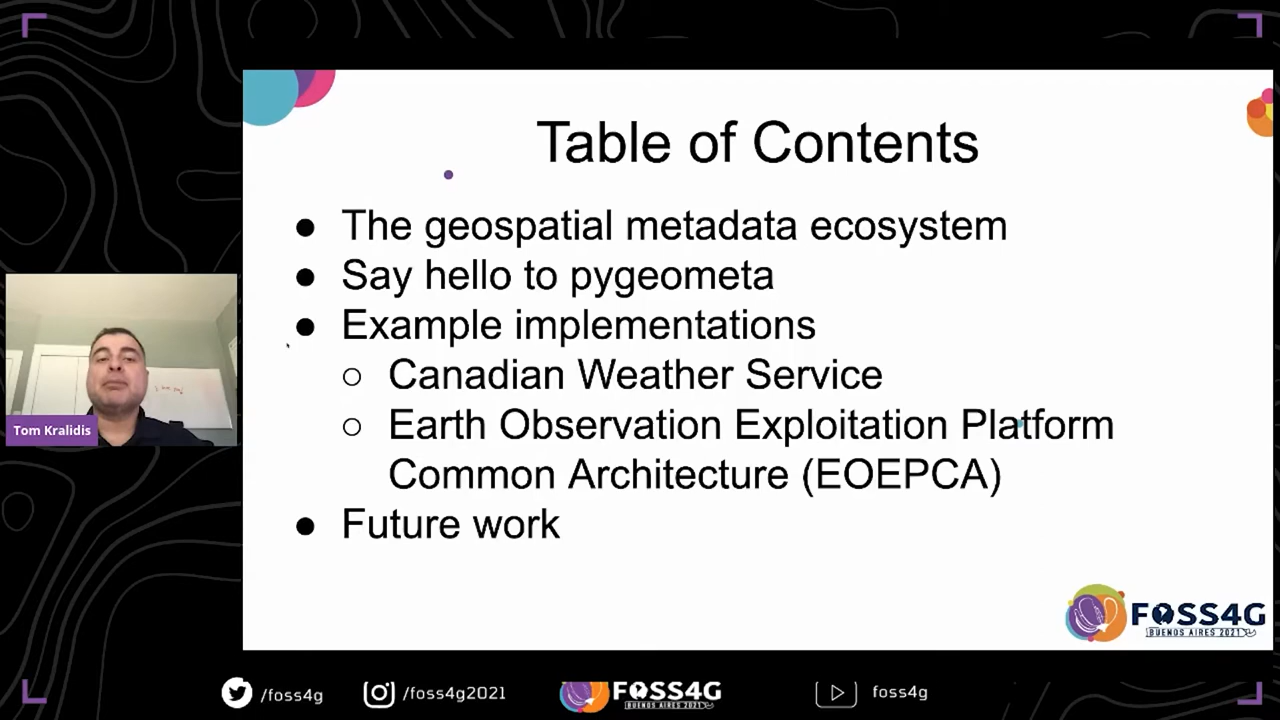 Table of Contents
● The geospatial metadata ecosystem
● Say hello to pygeometa
● Example implementations
○ Canadian Weather Service
○ Earth Observation Exploitation Platform
Common Architecture (EOEPCA)
● Future work
Tom Kralidis
FOSS4G
BUENOS AIRES 2021
/foss4g
/foss4g2021
FOSS4G
BUENOS AIRES 2021
foss4g